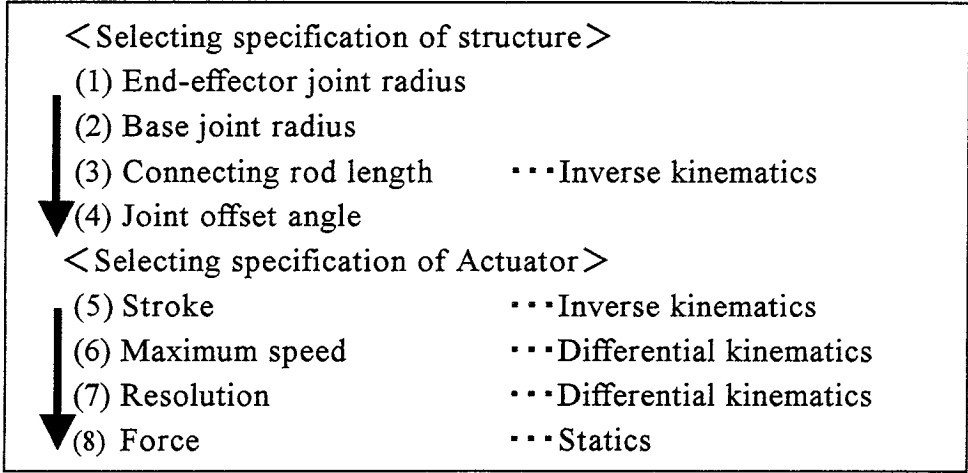 <Selecting specification of structure>
(1) End-effector joint radius
(2) Base joint radius
(3) Connecting rod length ･･･Inverse kinematics
(4) Joint offset angle
<Selecting specification of Actuator>
(5) Stroke ･･･Inverse kinematics
(6) Maximum speed ･･･Differential kinematics
(7) Resolution ･･･Differential kinematics
(8) Force ･･･Statics